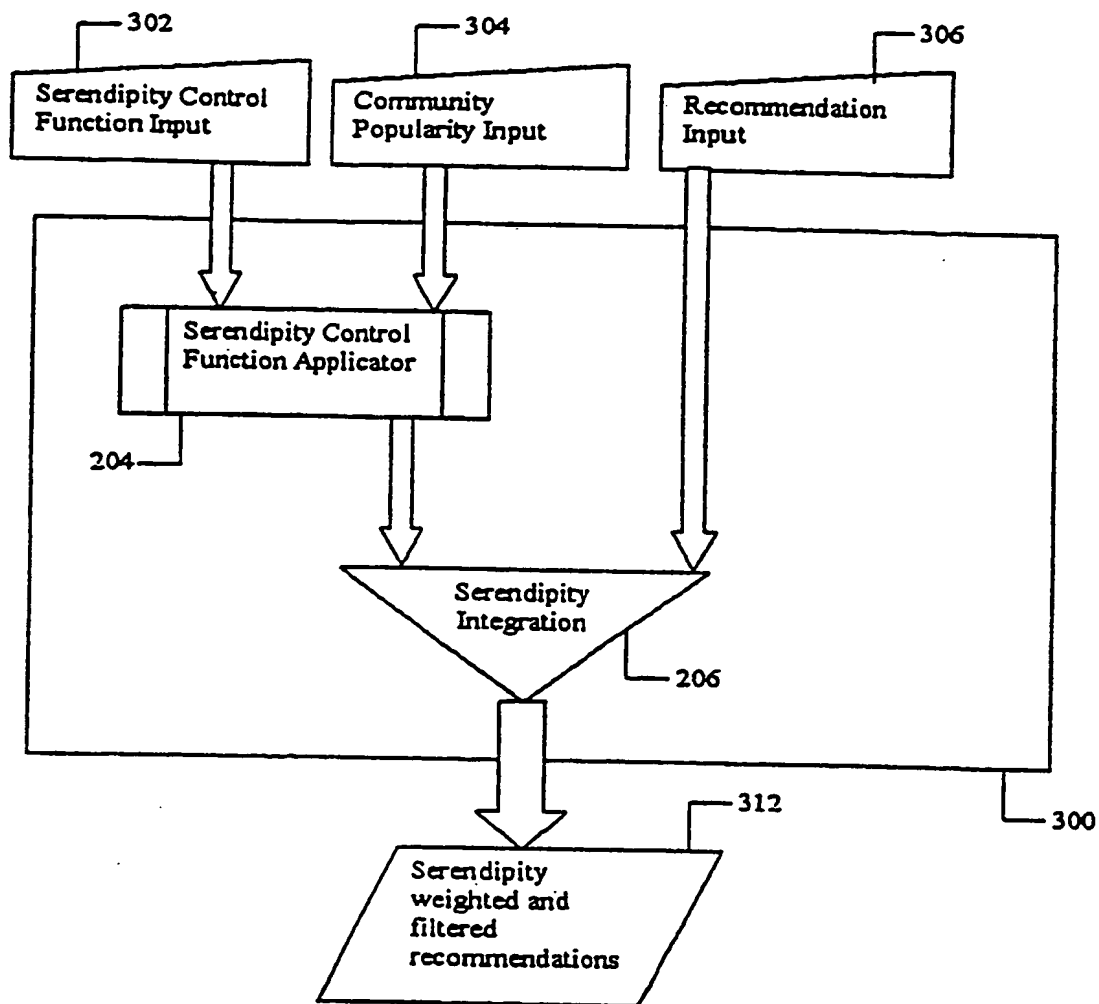 302
304
306
Serendipity Control
Function Input
Community
Popularity Input
Recommendation
Input
Serendipity Control
Function Applicator
204
Serendipity
Integration
206
300
312
Serendipity
weighted and
filtered
recommendations